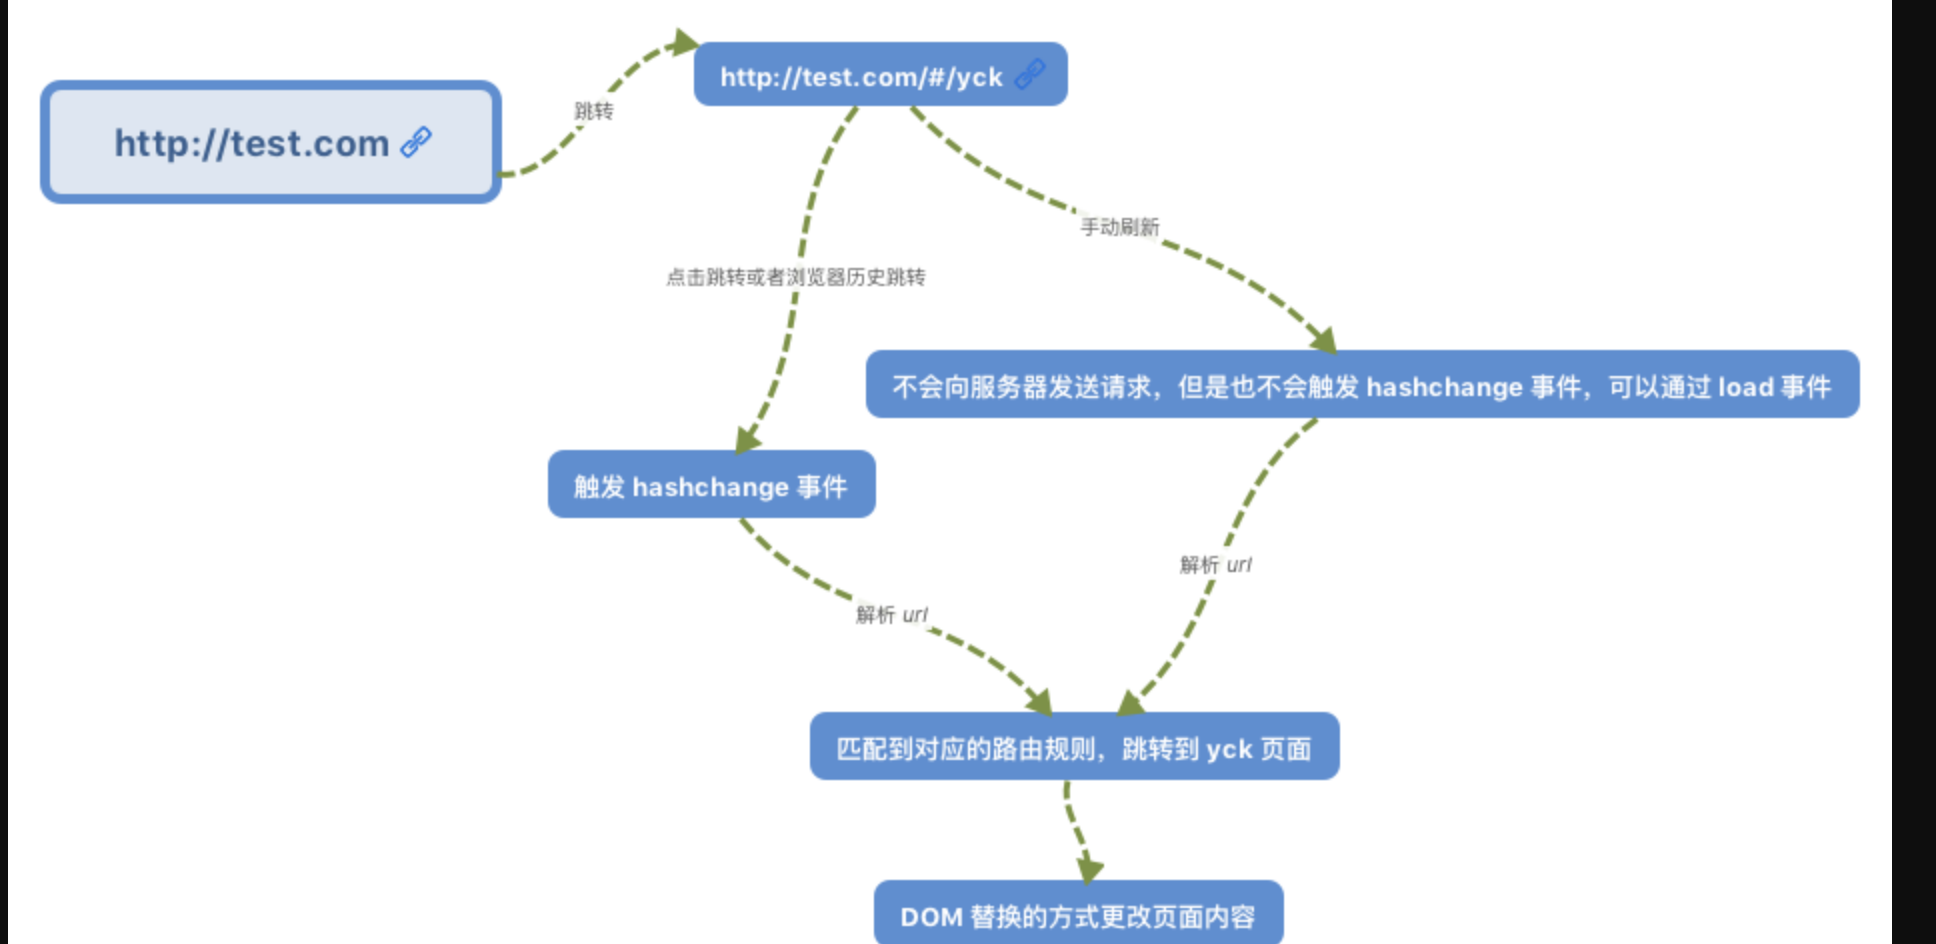 http://test.com/#/yck
http://test.com
跳转
手动刷新
点击跳转或者浏览器历史跳转
不会向服务器发送请求，但是也不会触发 hashchange 事件，可以通过 load 事件
触发 hashchange 事件
解析 url
解析 url
匹配到对应的路由规则，跳转到 yck 页面
DOM 替换的方式更改页面内容